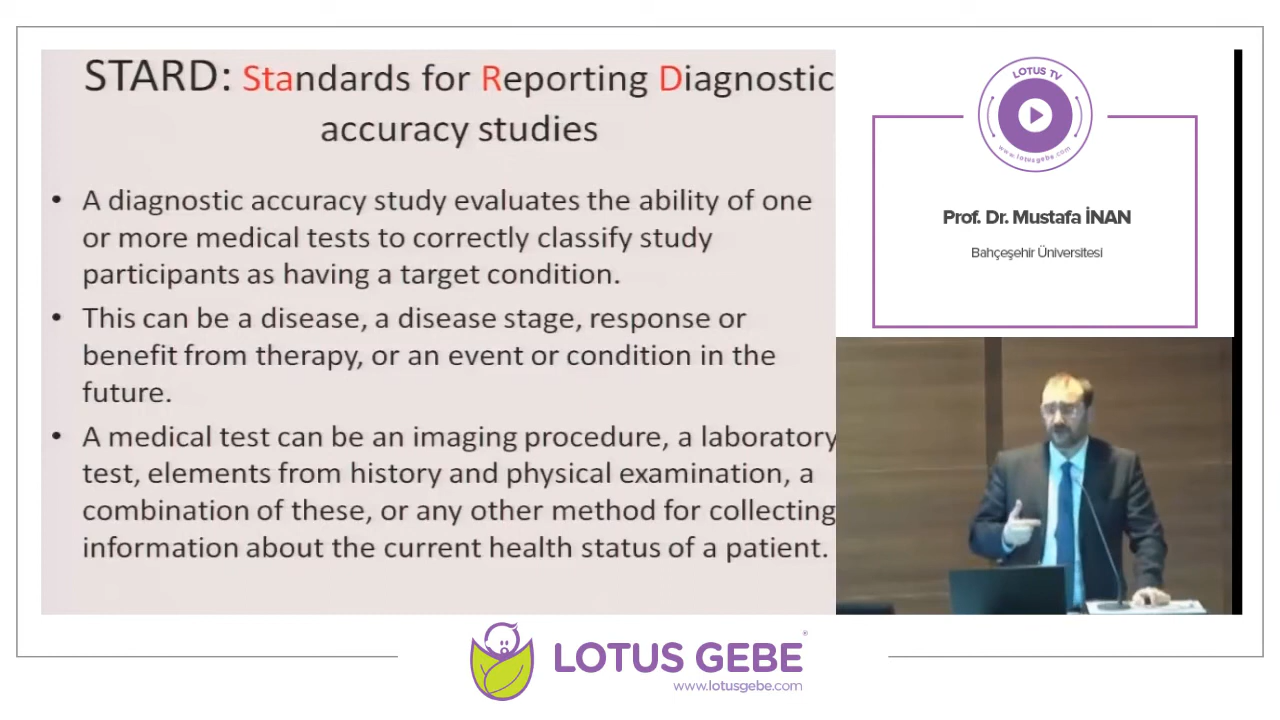 STARD: Standards for Reporting Diagnostic
accuracy studies
• A diagnostic accuracy study evaluates the ability of one
or more medical tests to correctly classify study
participants as having a target condition.
• This can be a disease, a disease stage, response or
benefit from therapy, or an event or condition in the
future.
• A medical test can be an imaging procedure, a laboratory
test, elements from history and physical examination, a
combination of these, or any other method for collecting
information about the current health status of a patient.
LOTUS TV
www.lotusgebe.com
Prof. Dr. Mustafa İNAN
Bahçeşehir Üniversitesi
LOTUS GEBE
®
www.lotusgebe.com